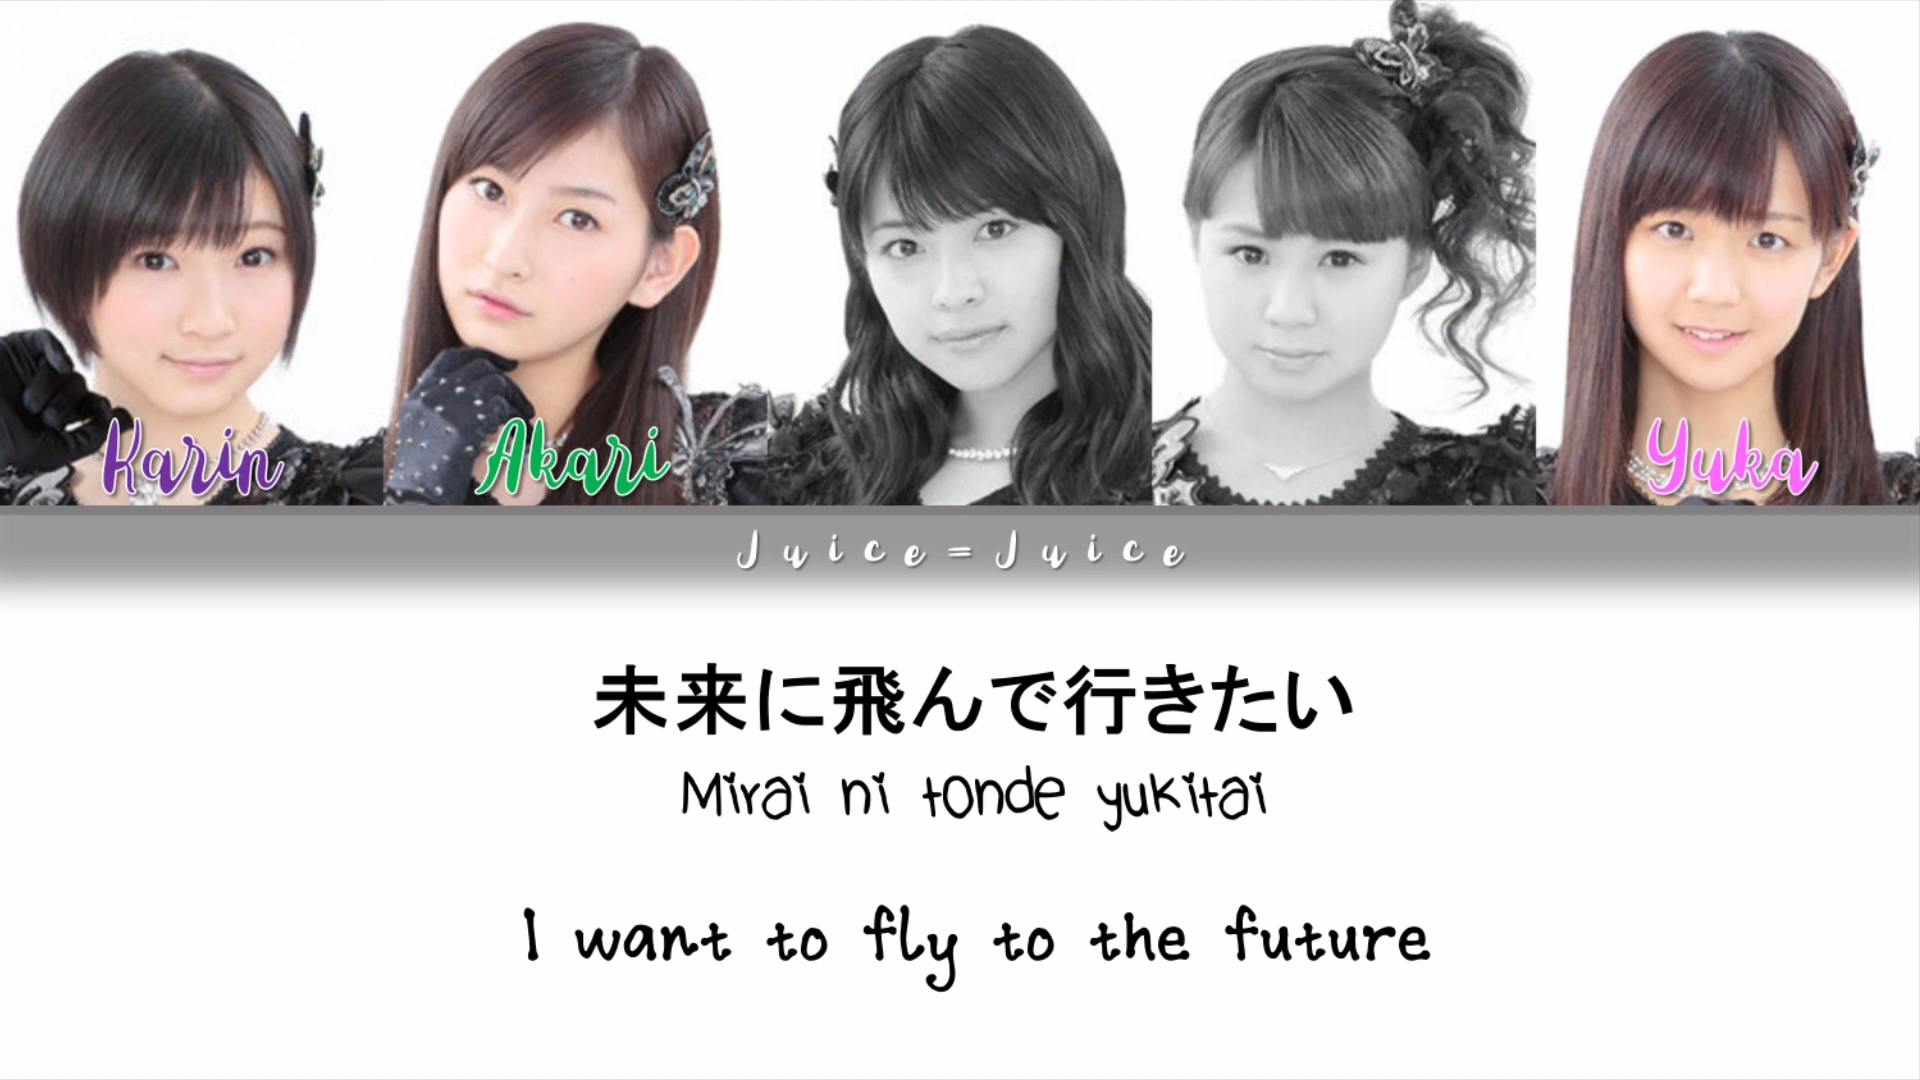 Karin
Akari
Yuka
Juice=Juice
未来に飛んで行きたい
Mirai ni tonde yukitai
I want to fly to the future